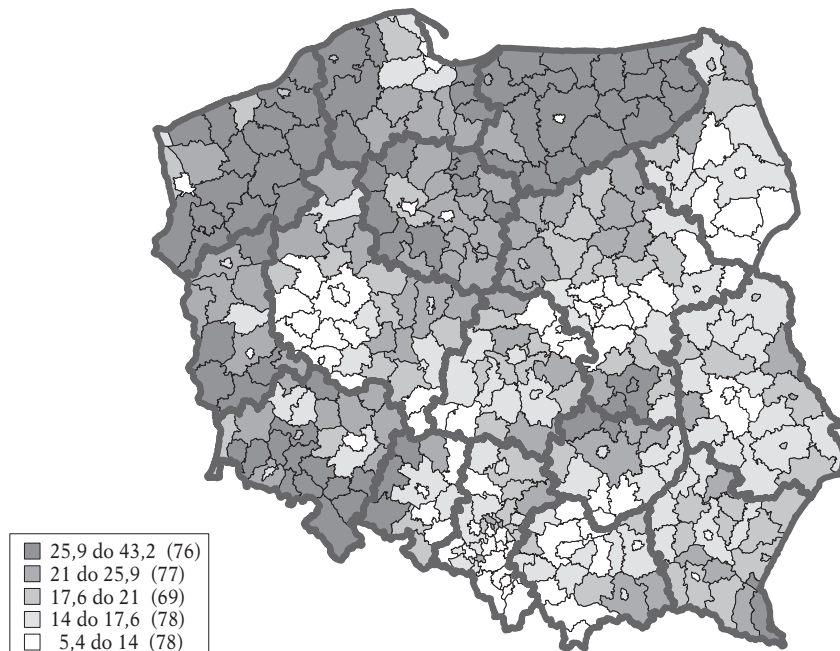 25,9 do 43,2 (76)
21 do 25,9 (77)
17,6 do 21 (69)
14 do 17,6 (78)
5,4 do 14 (78)